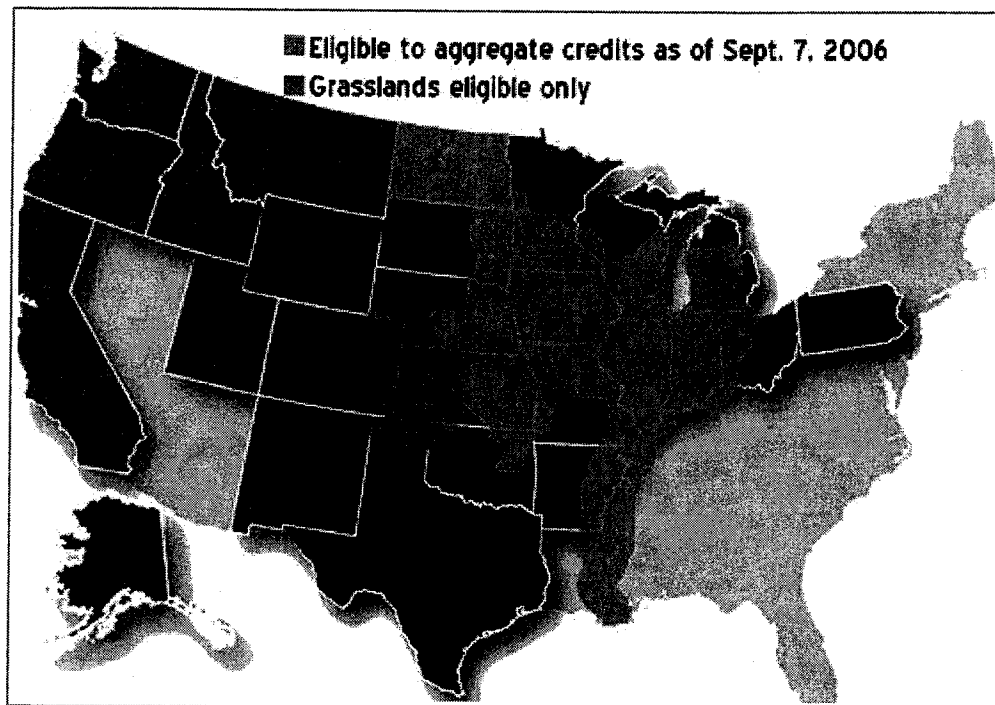 Eligible to aggregate credits as of Sept. 7, 2006
Grasslands eligible only